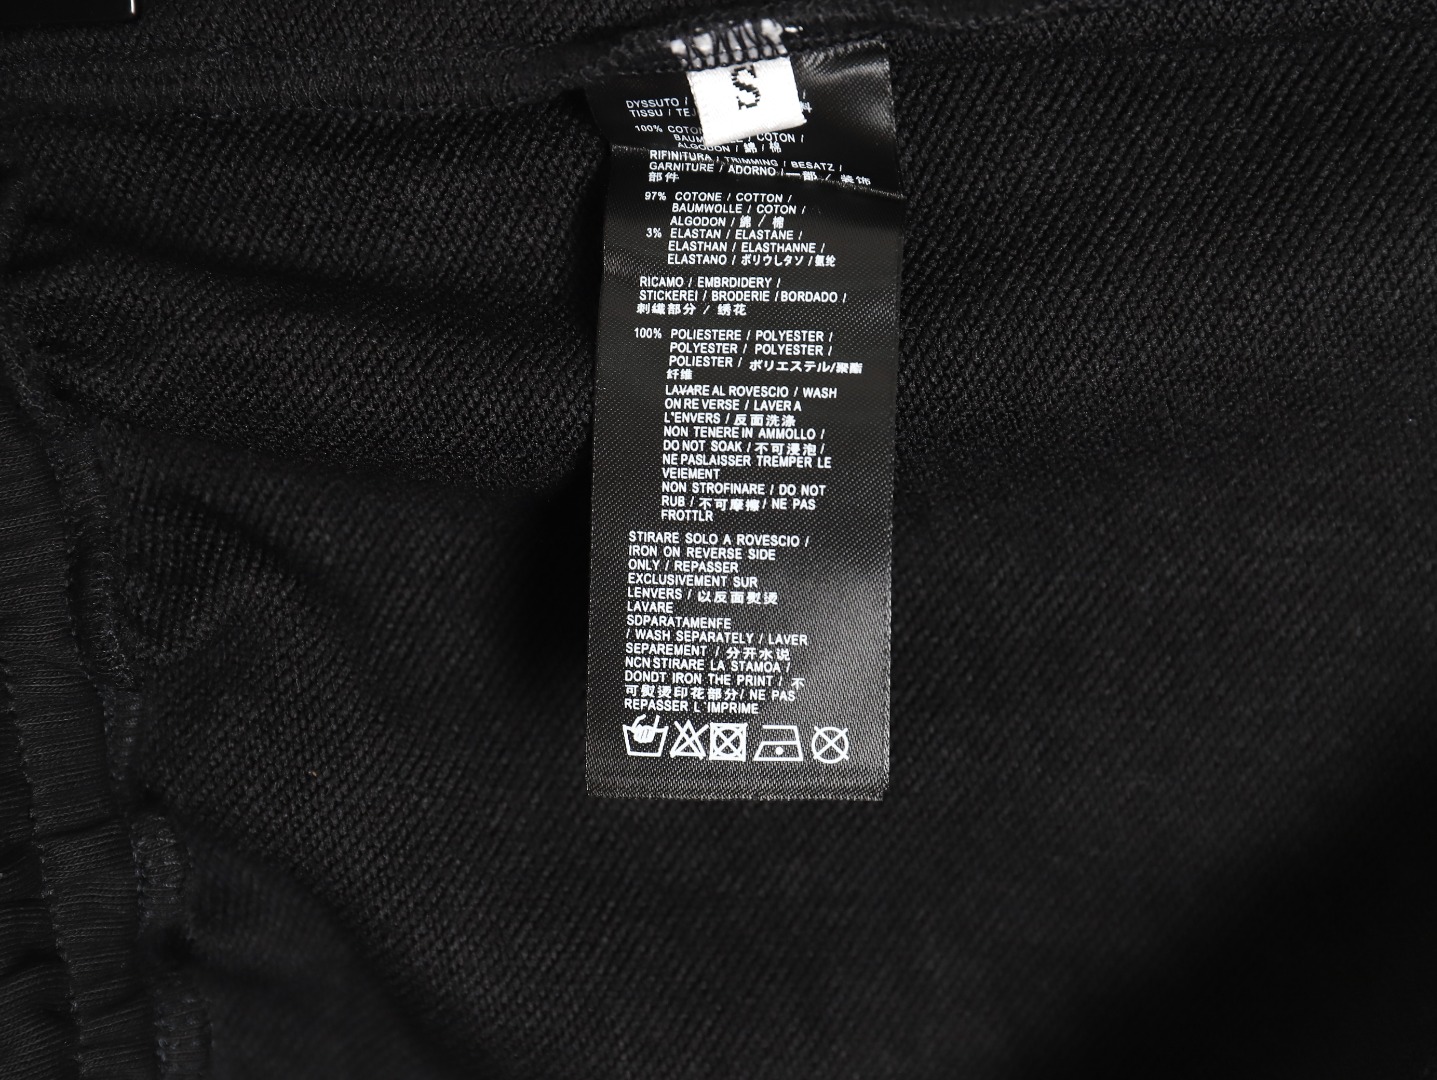 S
DYSSUTO /
TISSU / TEJ
100% COTON
BAUMW COTON /
ALGODON / 綿 / 棉
RIFINITURA / TRIMMING / BESATZ /
GARNITURE / ADORNO / 一部 / 装饰
部件
97% COTONE / COTTON /
BAUMWOLLE / COTON /
ALGODON / 綿 / 棉
3% ELASTAN / ELASTANE /
ELASTHAN / ELASTHANNE /
ELASTANO / ポリウレタソ / 氨纶
RICAMO / EMBRDIDERY /
STICKEREI / BRODERIE /BORDADO /
刺繍部分 / 绣花
100% POLIESTERE / POLYESTER /
POLYESTER / POLYESTER /
POLIESTER / ポリエステル/聚酯
纤维
LAVARE AL ROVESCIO / WASH
ON RE VERSE / LAVER A
L'ENVERS / 反面洗涤
NON TENERE IN AMMOLLO /
DO NOT SOAK / 不可浸泡 /
NE PASLAISSER TREMPER LE
VEIEMENT
NON STROFINARE / DO NOT
RUB / 不可摩擦/ NE PAS
FROTTLR
STIRARE SOLO A ROVESCIO /
IRON ON REVERSE SIDE
ONLY / REPASSER
EXCLUSIVEMENT SUR
LENVERS / 以反面熨烫
LAVARE
SDPARATAMENFE
/ WASH SEPARATELY / LAVER
SEPAREMENT / 分开水说
NCN STIRARE LA STAMOA /
DONDT IRON THE PRINT / 不
可熨烫印花部分/ NE PAS
REPASSER L'IMPRIME